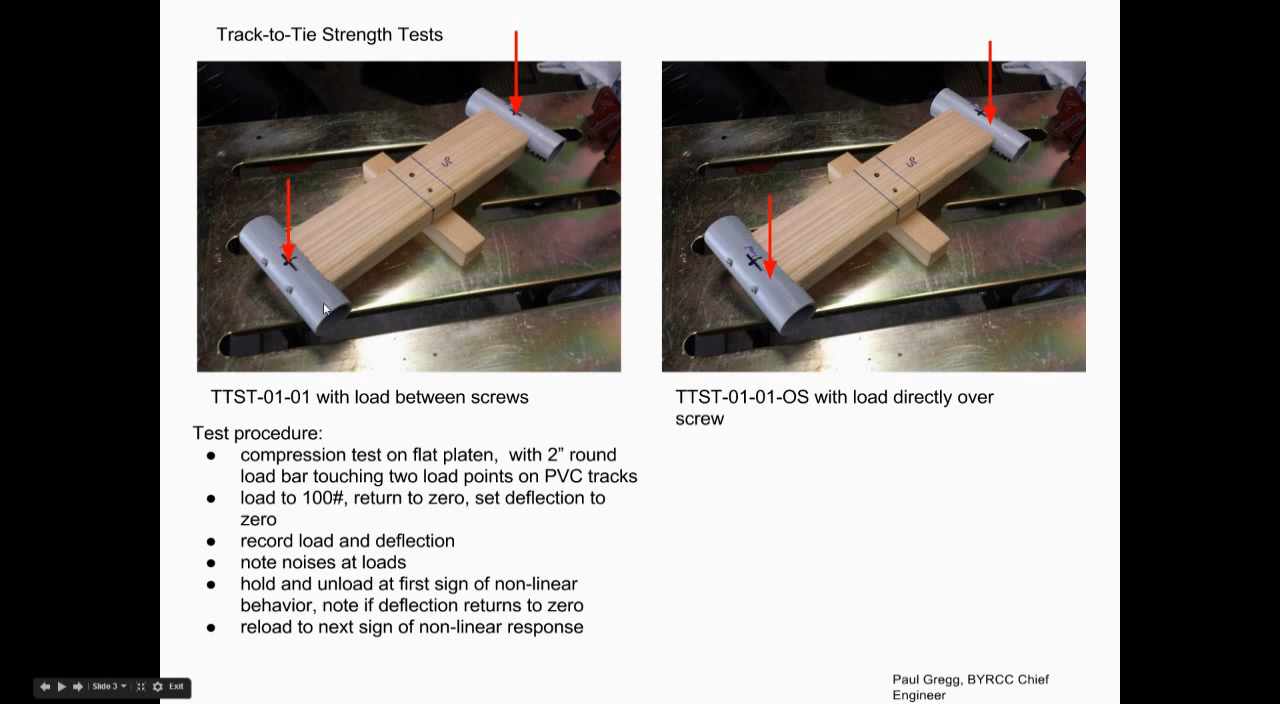 Track-to-Tie Strength Tests
TTST-01-01 with load between screws
TTST-01-01-OS with load directly over
screw
Test procedure:
● compression test on flat platen, with 2” round
load bar touching two load points on PVC tracks
● load to 100#, return to zero, set deflection to
zero
● record load and deflection
● note noises at loads
● hold and unload at first sign of non-linear
behavior, note if deflection returns to zero
● reload to next sign of non-linear response
Paul Gregg, BYRCC Chief
Engineer
Slide 3
Exit